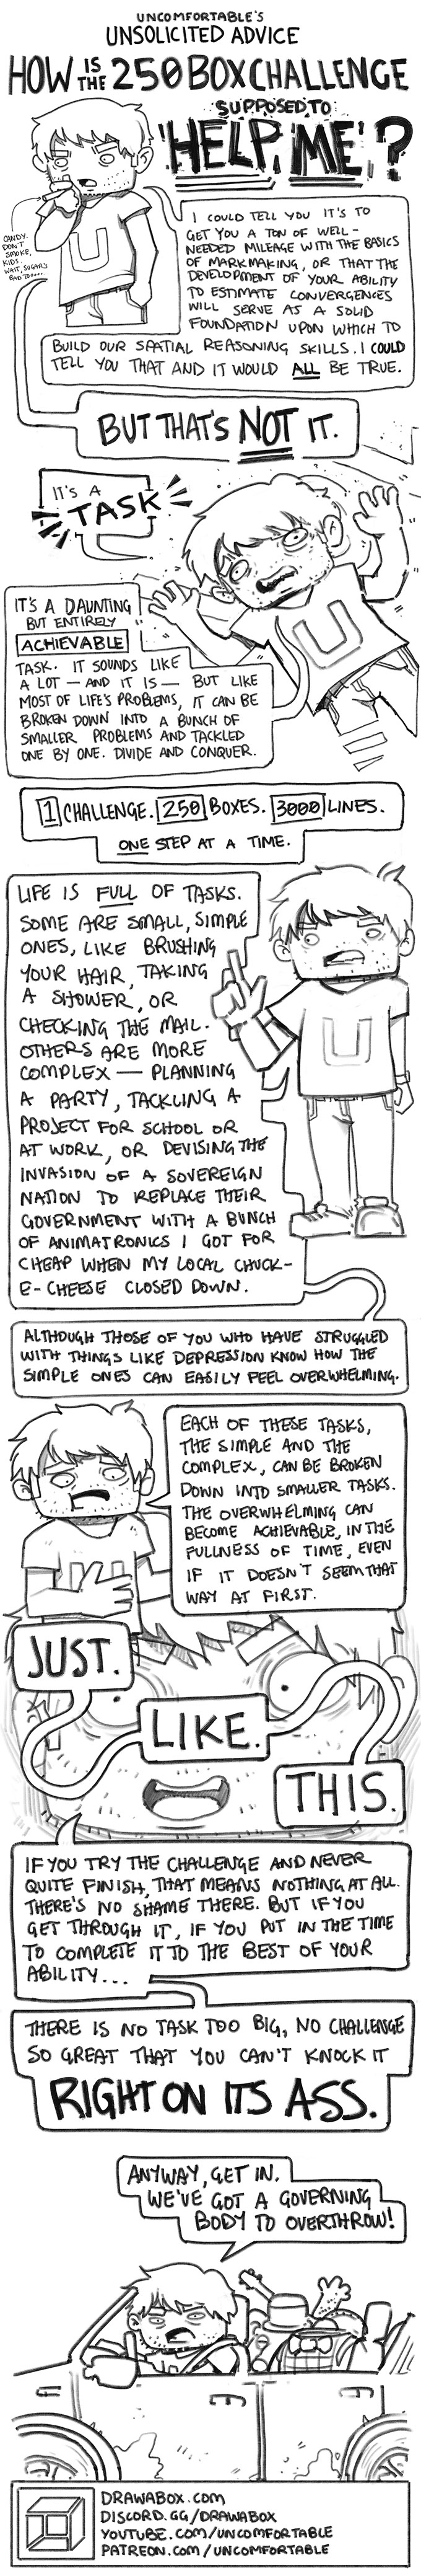 UNCOMFORTABLE'S
UNSOLICITED ADVICE
HOW IS THE 250 BOX CHALLENGE
SUPPOSED TO
"HELP ME"?
CANDY.
DON'T
SMOKE,
KIDS.
WAIT, SUGAR'S
BAD TOO...
I COULD TELL YOU IT'S TO
GET YOU A TON OF WELL-
NEEDED MILEAGE WITH THE BASICS
OF MARKMAKING, OR THAT THE
DEVELOPMENT OF YOUR ABILITY
TO ESTIMATE CONVERGENCES
WILL SERVE AS A SOLID
FOUNDATION UPON WHICH TO
BUILD OUR SPATIAL REASONING SKILLS. I COULD
TELL YOU THAT AND IT WOULD ALL BE TRUE.
BUT THAT'S NOT IT.
IT'S A
TASK
IT'S A DAUNTING
BUT ENTIRELY
ACHIEVABLE
TASK. IT SOUNDS LIKE
A LOT — AND IT IS — BUT LIKE
MOST OF LIFE'S PROBLEMS, IT CAN BE
BROKEN DOWN INTO A BUNCH OF
SMALLER PROBLEMS AND TACKLED
ONE BY ONE. DIVIDE AND CONQUER.
U
1 CHALLENGE. 250 BOXES. 3000 LINES.
ONE STEP AT A TIME.
LIFE IS FULL OF TASKS.
SOME ARE SMALL, SIMPLE
ONES, LIKE BRUSHING
YOUR HAIR, TAKING
A SHOWER, OR
CHECKING THE MAIL.
OTHERS ARE MORE
COMPLEX — PLANNING
A PARTY, TACKLING A
PROJECT FOR SCHOOL OR
AT WORK, OR DEVISING THE
INVASION OF A SOVEREIGN
NATION TO REPLACE THEIR
GOVERNMENT WITH A BUNCH
OF ANIMATRONICS I GOT FOR
CHEAP WHEN MY LOCAL CHUCK-
E-CHEESE CLOSED DOWN.
U
ALTHOUGH THOSE OF YOU WHO HAVE STRUGGLED
WITH THINGS LIKE DEPRESSION KNOW HOW THE
SIMPLE ONES CAN EASILY FEEL OVERWHELMING.
EACH OF THESE TASKS,
THE SIMPLE AND THE
COMPLEX, CAN BE BROKEN
DOWN INTO SMALLER TASKS.
THE OVERWHELMING CAN
BECOME ACHIEVABLE, IN THE
FULLNESS OF TIME, EVEN
IF IT DOESN'T SEEM THAT
WAY AT FIRST.
JUST.
LIKE.
THIS.
IF YOU TRY THE CHALLENGE AND NEVER
QUITE FINISH, THAT MEANS NOTHING AT ALL.
THERE'S NO SHAME THERE. BUT IF YOU
GET THROUGH IT, IF YOU PUT IN THE TIME
TO COMPLETE IT TO THE BEST OF YOUR
ABILITY...
THERE IS NO TASK TOO BIG, NO CHALLENGE
SO GREAT THAT YOU CAN'T KNOCK IT
RIGHT ON ITS ASS.
ANYWAY, GET IN.
WE'VE GOT A GOVERNING
BODY TO OVERTHROW!
DRAWABOX.COM
DISCORD.GG/DRAWABOX
YOUTUBE.COM/UNCOMFORTABLE
PATREON.COM/UNCOMFORTABLE